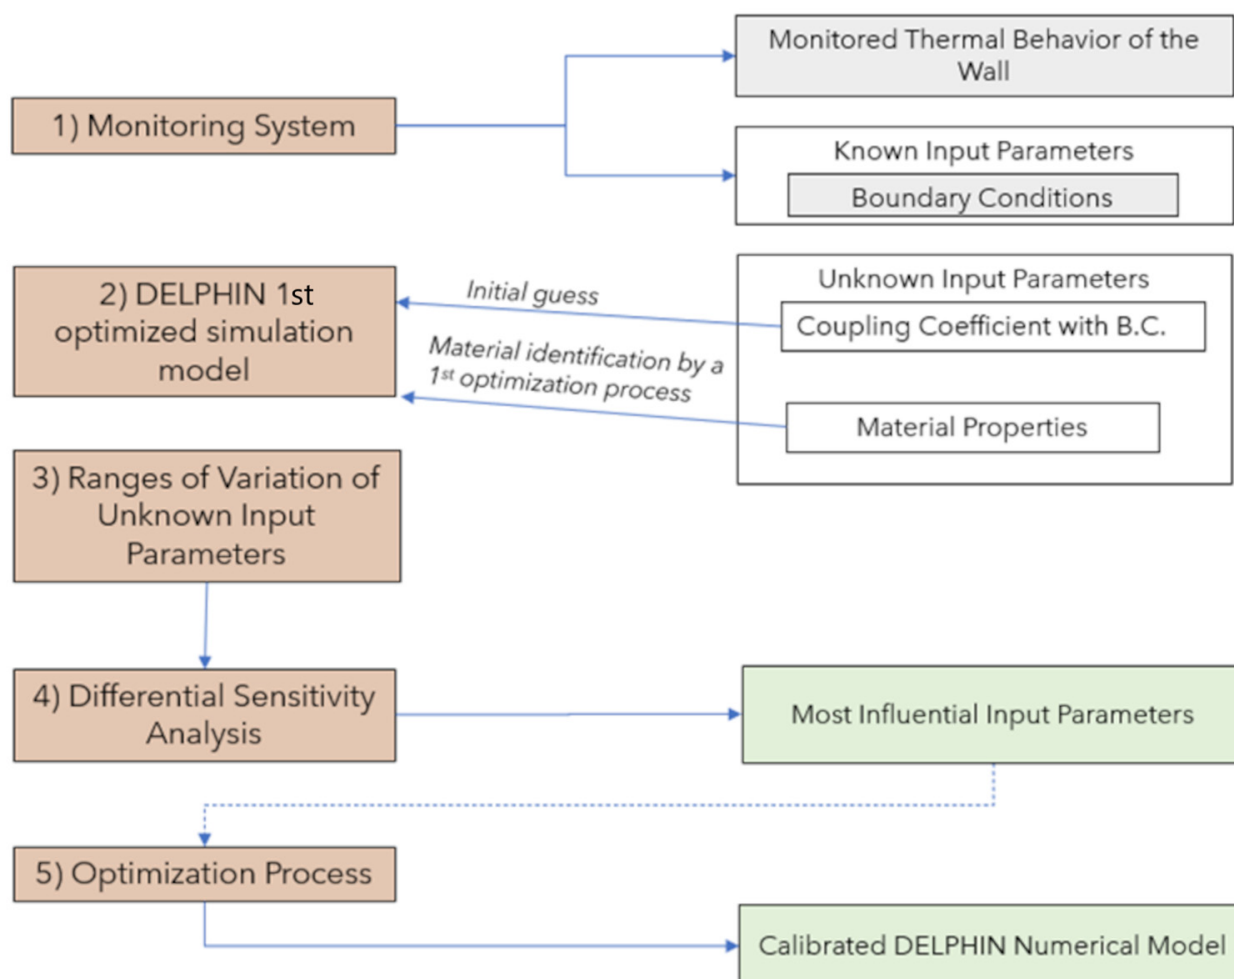 Monitored Thermal Behavior of the
Wall
1) Monitoring System
Known Input Parameters
Boundary Conditions
2) DELPHIN 1st
optimized simulation
model
Initial guess
Material identification by a
1st optimization process
Unknown Input Parameters
Coupling Coefficient with B.C.
Material Properties
3) Ranges of Variation of
Unknown Input
Parameters
4) Differential Sensitivity
Analysis
Most Influential Input Parameters
5) Optimization Process
Calibrated DELPHIN Numerical Model